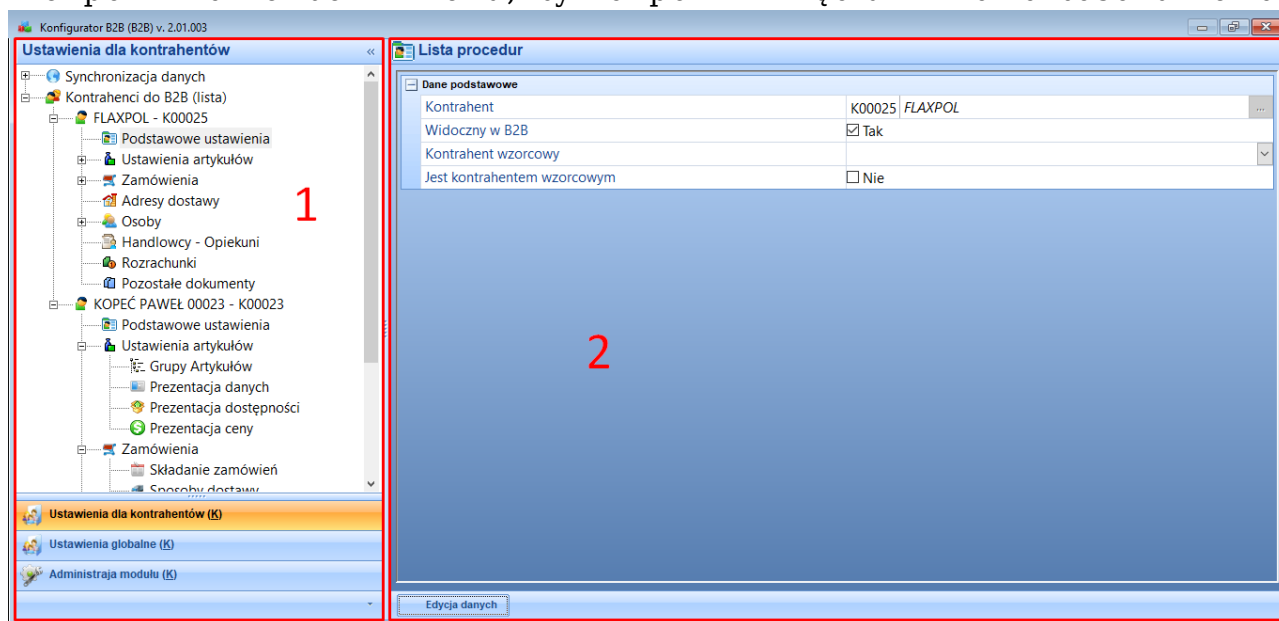 Konfigurator B2B (B2B) v. 2.01.003
Ustawienia dla kontrahentów «
Synchronizacja danych
Kontrahenci do B2B (lista)
FLAXPOL - K00025
Podstawowe ustawienia
Ustawienia artykułów
Zamówienia
Adresy dostawy
Osoby
Handlowcy - Opiekuni
Rozrachunki
Pozostałe dokumenty
KOPEĆ PAWEŁ 00023 - K00023
Podstawowe ustawienia
Ustawienia artykułów
Grupy Artykułów
Prezentacja danych
Prezentacja dostępności
Prezentacja ceny
Zamówienia
Składanie zamówień
Sposoby dostawy
1
Ustawienia dla kontrahentów (K)
Ustawienia globalne (K)
Administraja modułu (K)
Lista procedur
Dane podstawowe
Kontrahent K00025 FLAXPOL ...
Widoczny w B2B Tak
Kontrahent wzorcowy
Jest kontrahentem wzorcowym Nie
2
Edycja danych